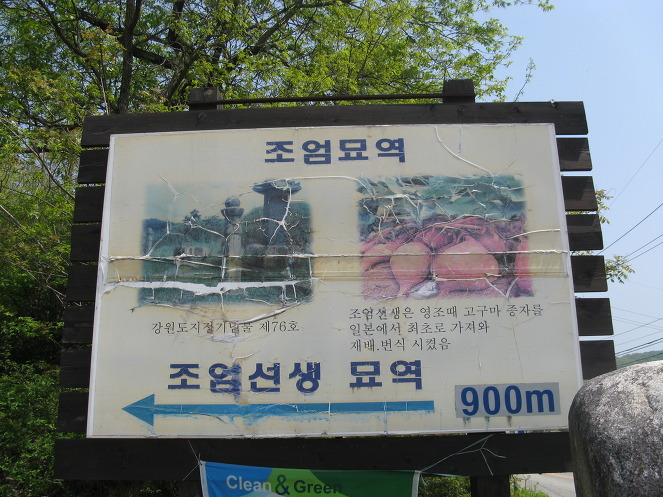 조엄묘역
강원도지정기념물 제76호
조엄선생은 영조때 고구마 종자를
일본에서 최초로 가져와
재배.번식 시켰음
조엄선생 묘역
900m
Clean & Green